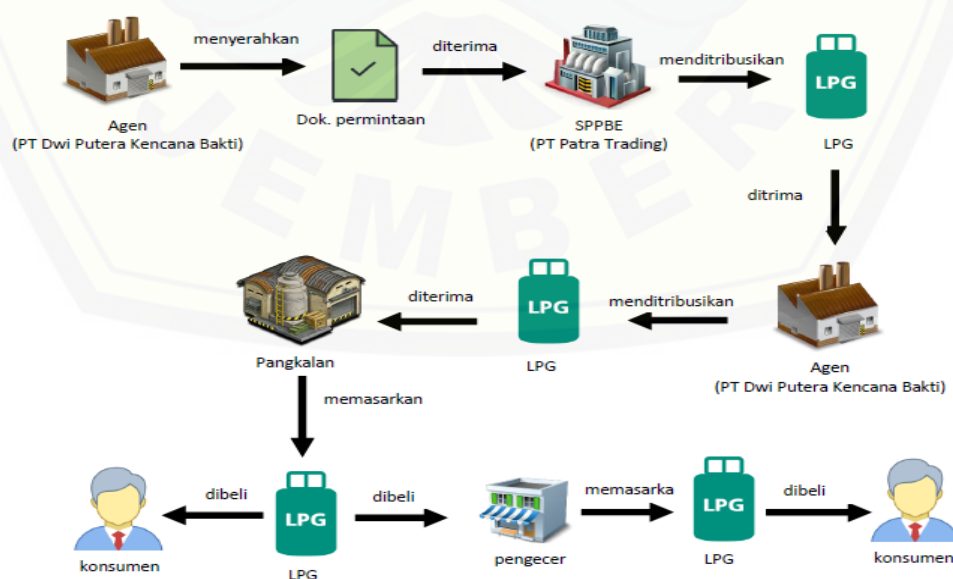 menyerahkan
diterima
menditribusikan
LPG
Agen
(PT Dwi Putera Kencana Bakti)
Dok. permintaan
SPPBE
(PT Patra Trading)
LPG
ditrima
JEMBER
LPG
diterima
menditribusikan
Pangkalan
LPG
Agen
(PT Dwi Putera Kencana Bakti)
memasarkan
dibeli
LPG
dibeli
memasarka
LPG
dibeli
konsumen
LPG
pengecer
LPG
konsumen